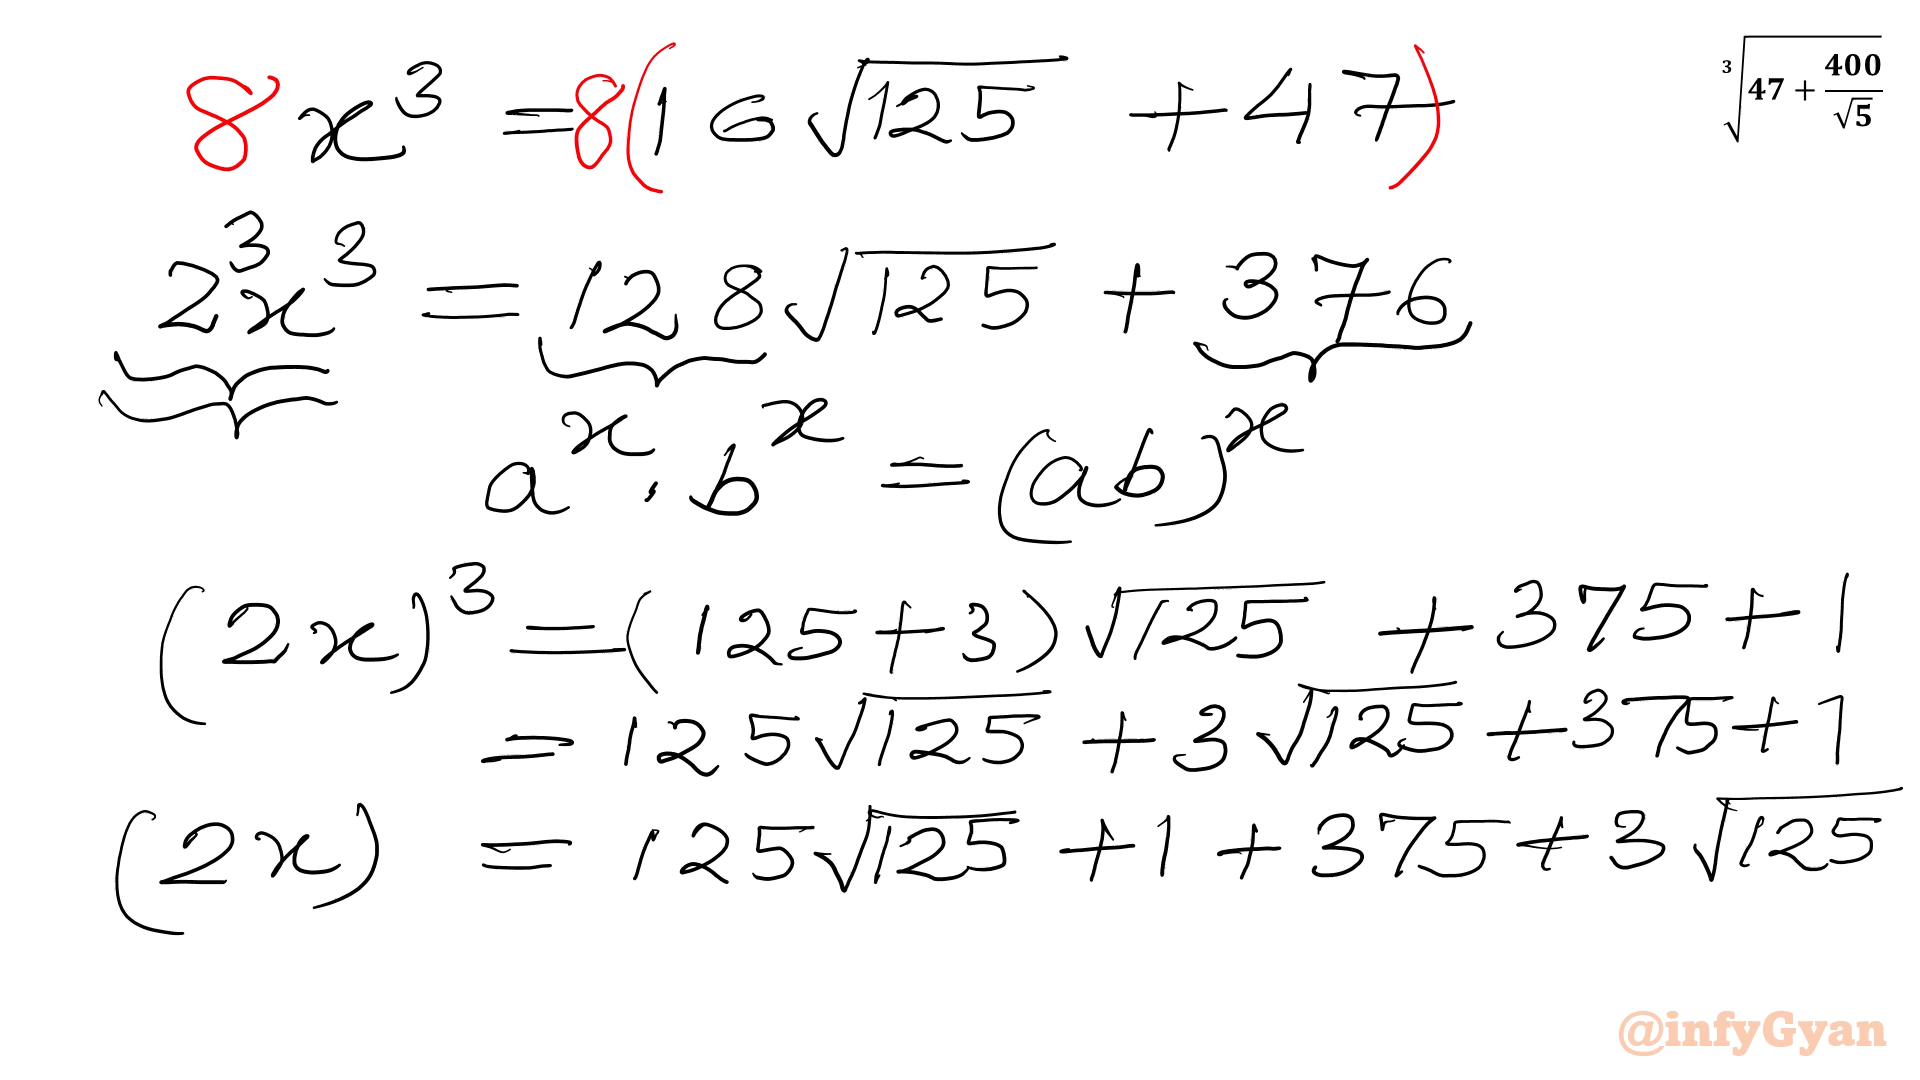 8x³ = 8(16√125 + 47)
∛(47 + 400/√5)
2³x³ = 128√125 + 376
aˣ · bˣ = (ab)ˣ
(2x)³ = (125+3)√125 + 375+1
= 125√125 + 3√125 + 375+1
(2x) = 125√125 + 1 + 375 + 3√125
@infyGyan